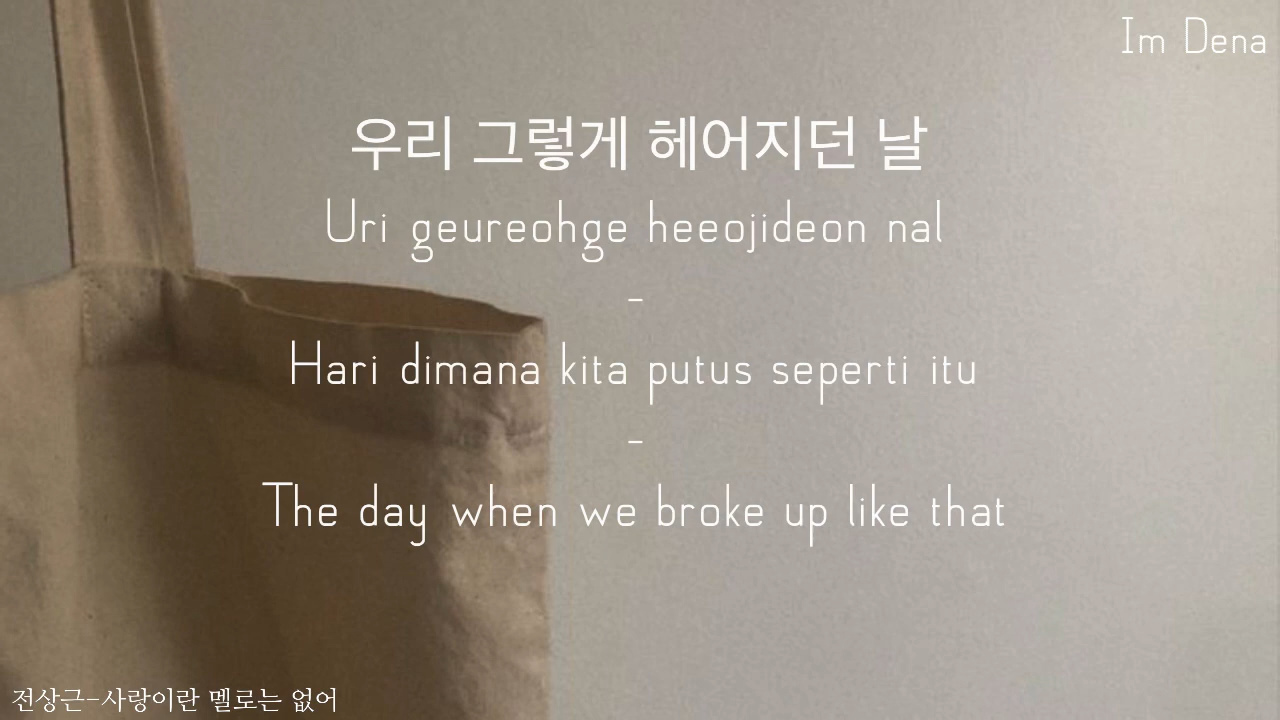 Im Dena
우리 그렇게 헤어지던 날
Uri geureohge heeojideon nal
-
Hari dimana kita putus seperti itu
-
The day when we broke up like that
전상근-사랑이란 멜로는 없어